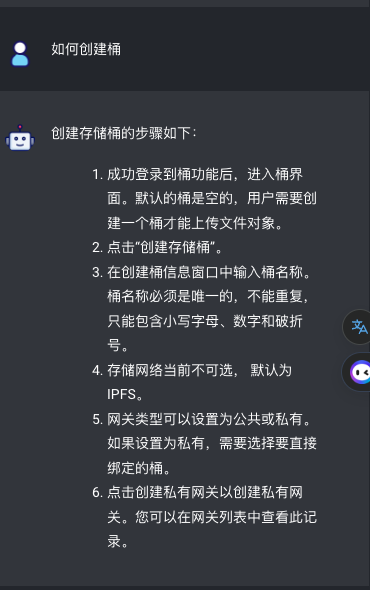 如何创建桶
创建存储桶的步骤如下：
1. 成功登录到桶功能后，进入桶界
面。默认的桶是空的，用户需要创
建一个桶才能上传文件对象。
2. 点击“创建存储桶”。
3. 在创建桶信息窗口中输入桶名称。
桶名称必须是唯一的，不能重复，
只能包含小写字母、数字和破折
号。
4. 存储网络当前不可选， 默认为
IPFS。
5. 网关类型可以设置为公共或私有。
如果设置为私有，需要选择要直接
绑定的桶。
6. 点击创建私有网关以创建私有网
关。您可以在网关列表中查看此记
录。